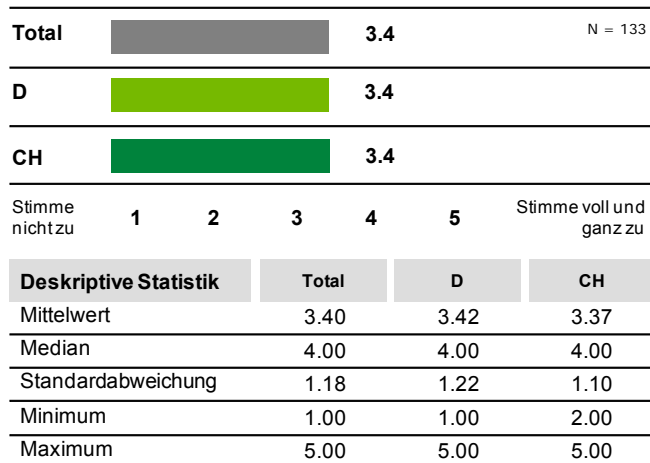 Total 3.4 N = 133
D 3.4
CH 3.4
Stimme nicht zu 1 2 3 4 5 Stimme voll und ganz zu
Deskriptive Statistik Total D CH
Mittelwert 3.40 3.42 3.37
Median 4.00 4.00 4.00
Standardabweichung 1.18 1.22 1.10
Minimum 1.00 1.00 2.00
Maximum 5.00 5.00 5.00